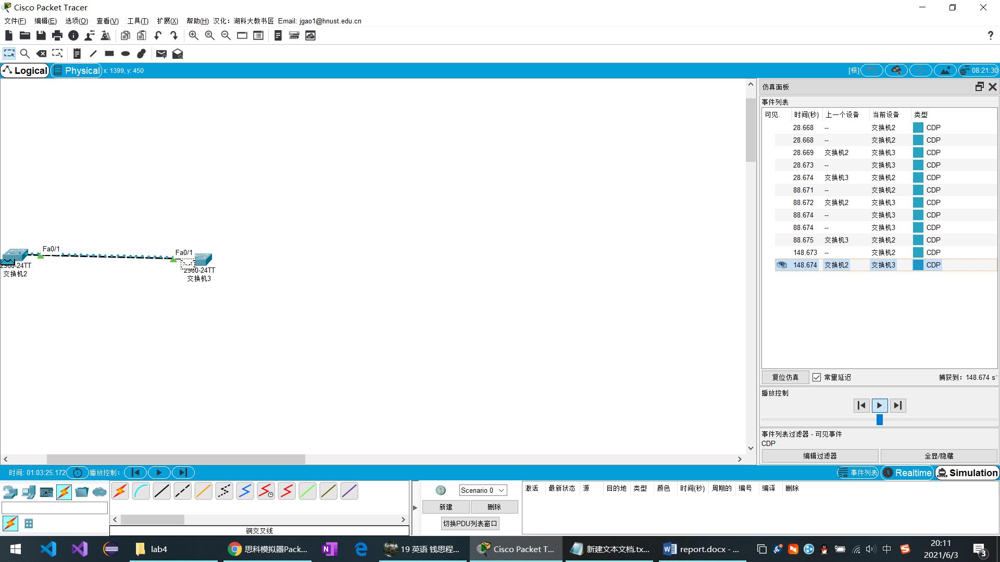 Cisco Packet Tracer
文件(F) 编辑(E) 选项(O) 查看(V) 工具(T) 扩展(X) 帮助(H) 汉化：湖科大教书匠 Email: jgao1@hnust.edu.cn
Logical Physical x: 1399, y: 450 [根] 08:21:30
仿真面板
事件列表
可见. 时间(秒) 上一个设备 当前设备 类型
28.668 -- 交换机2 CDP
28.668 -- 交换机2 CDP
28.669 交换机2 交换机3 CDP
28.673 -- 交换机3 CDP
28.674 交换机3 交换机2 CDP
88.671 -- 交换机2 CDP
88.672 交换机2 交换机3 CDP
88.674 -- 交换机3 CDP
88.674 -- 交换机3 CDP
88.675 交换机3 交换机2 CDP
148.673 -- 交换机2 CDP
148.674 交换机2 交换机3 CDP
Fa0/1
2960-24TT
交换机2
Fa0/1
2960-24TT
交换机3
复位仿真 常量延迟 捕获到： 148.674 s
播放控制
事件列表过滤器 - 可见事件
CDP
编辑过滤器 全显/隐藏
时间: 01:03:25.172 播放控制： 事件列表 Realtime Simulation
Scenario 0
新建 删除
切换PDU列表窗口
激活 最新状态 源 目的地 类型 颜色 时间(秒) 周期的 编号 编译 删除
铜交叉线
lab4 思科模拟器Pack... 19 英语 钱思程... Cisco Packet T... 新建文本文档.tx... report.docx - ... 中
20:11
2021/6/3
3